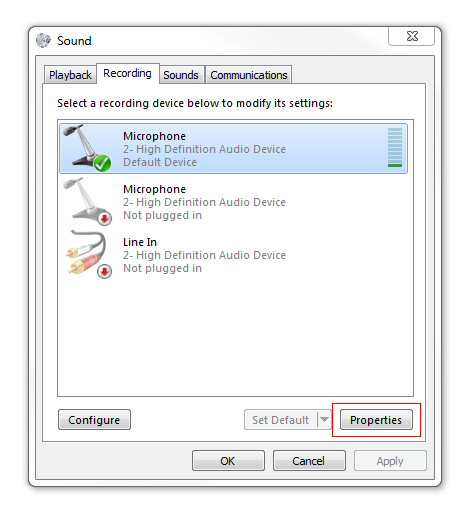 Sound
Playback Recording Sounds Communications
Select a recording device below to modify its settings:
Microphone
2- High Definition Audio Device
Default Device
Microphone
2- High Definition Audio Device
Not plugged in
Line In
2- High Definition Audio Device
Not plugged in
Configure Set Default Properties
OK Cancel Apply